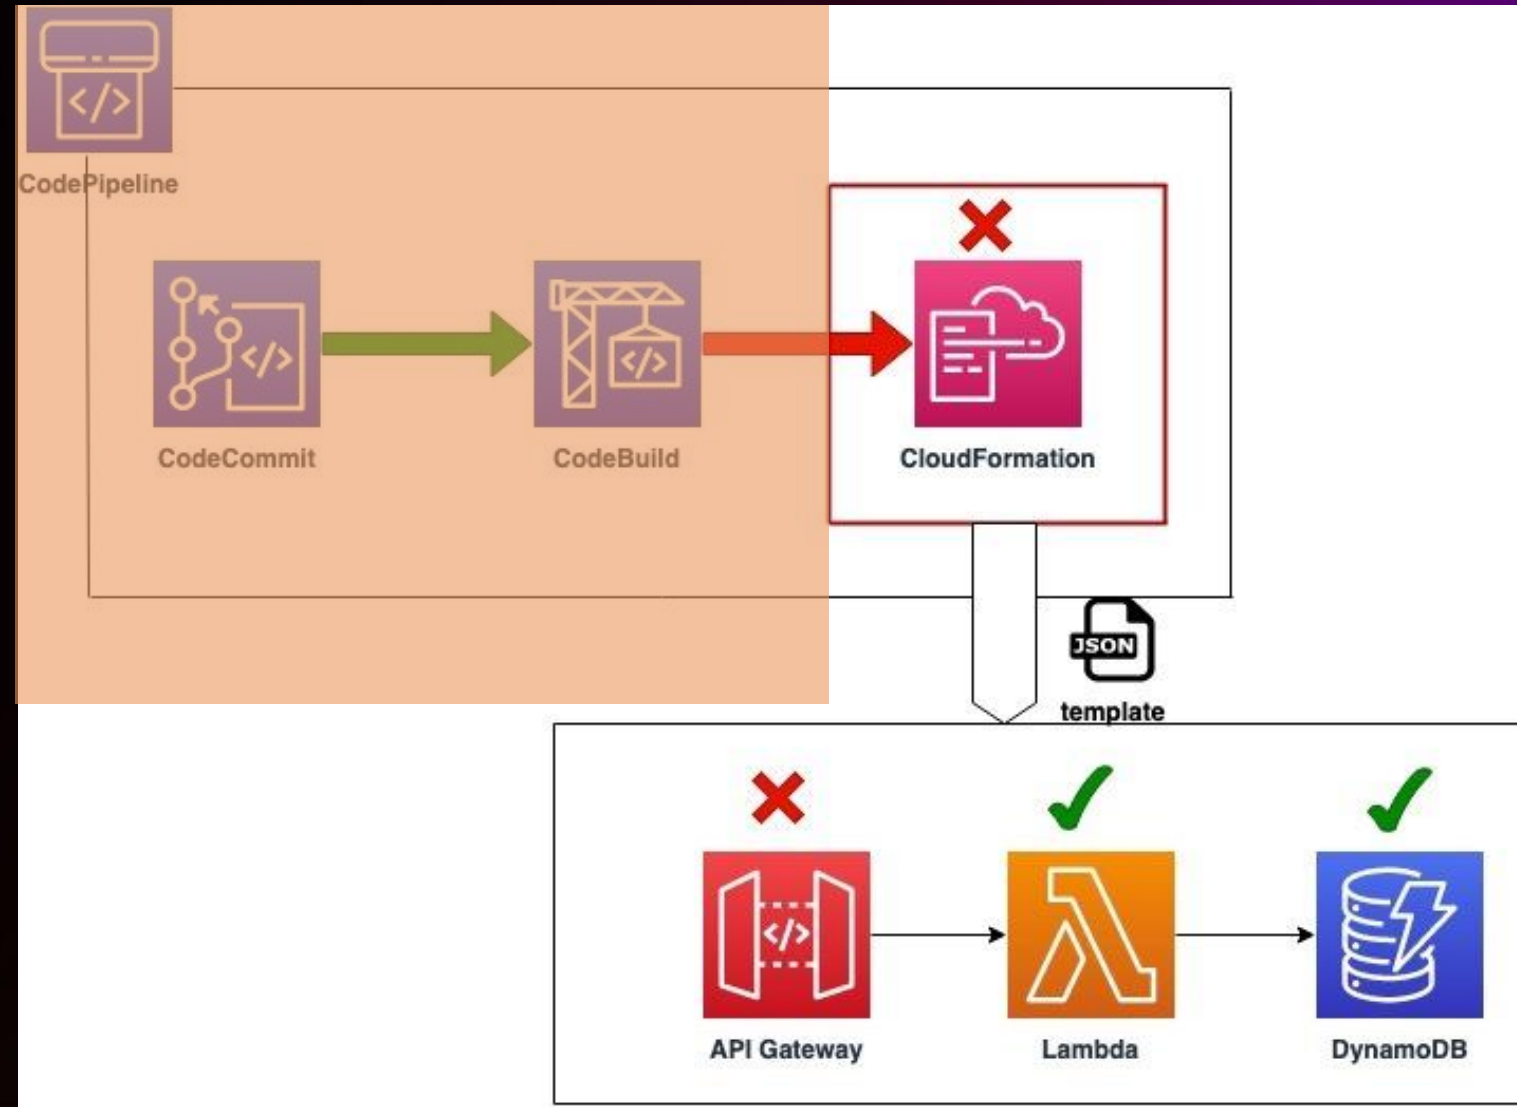 </>
CodePipeline
</>
</>
CodeCommit
CodeBuild
CloudFormation
JSON
template
</>
API Gateway
Lambda
DynamoDB